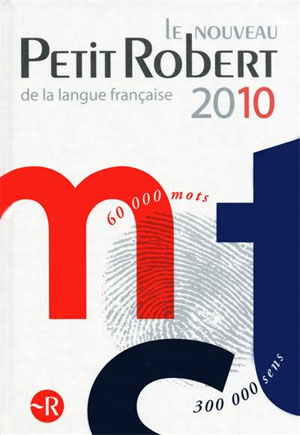 le nouveau
Petit Robert
de la langue française
2010
m
60 000 mots
t
s
300 000 sens
~R